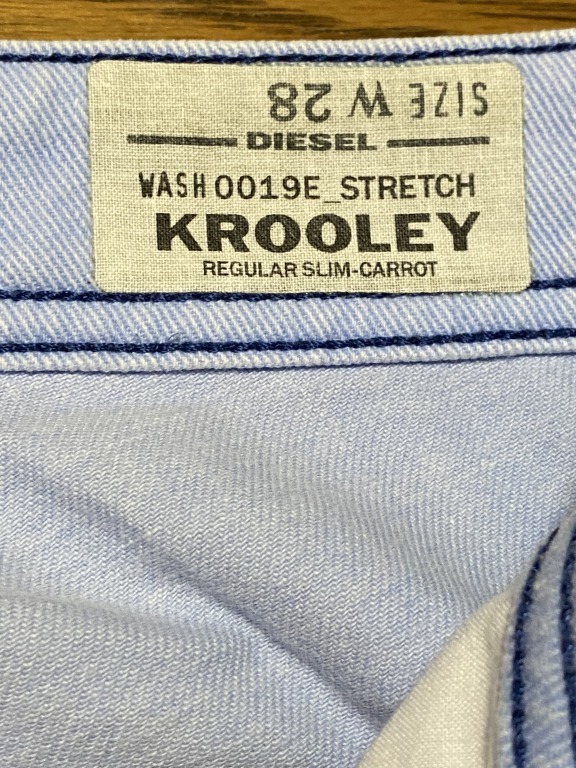 SIZE W 28
DIESEL
WASH 0019E_STRETCH
KROOLEY
REGULAR SLIM-CARROT